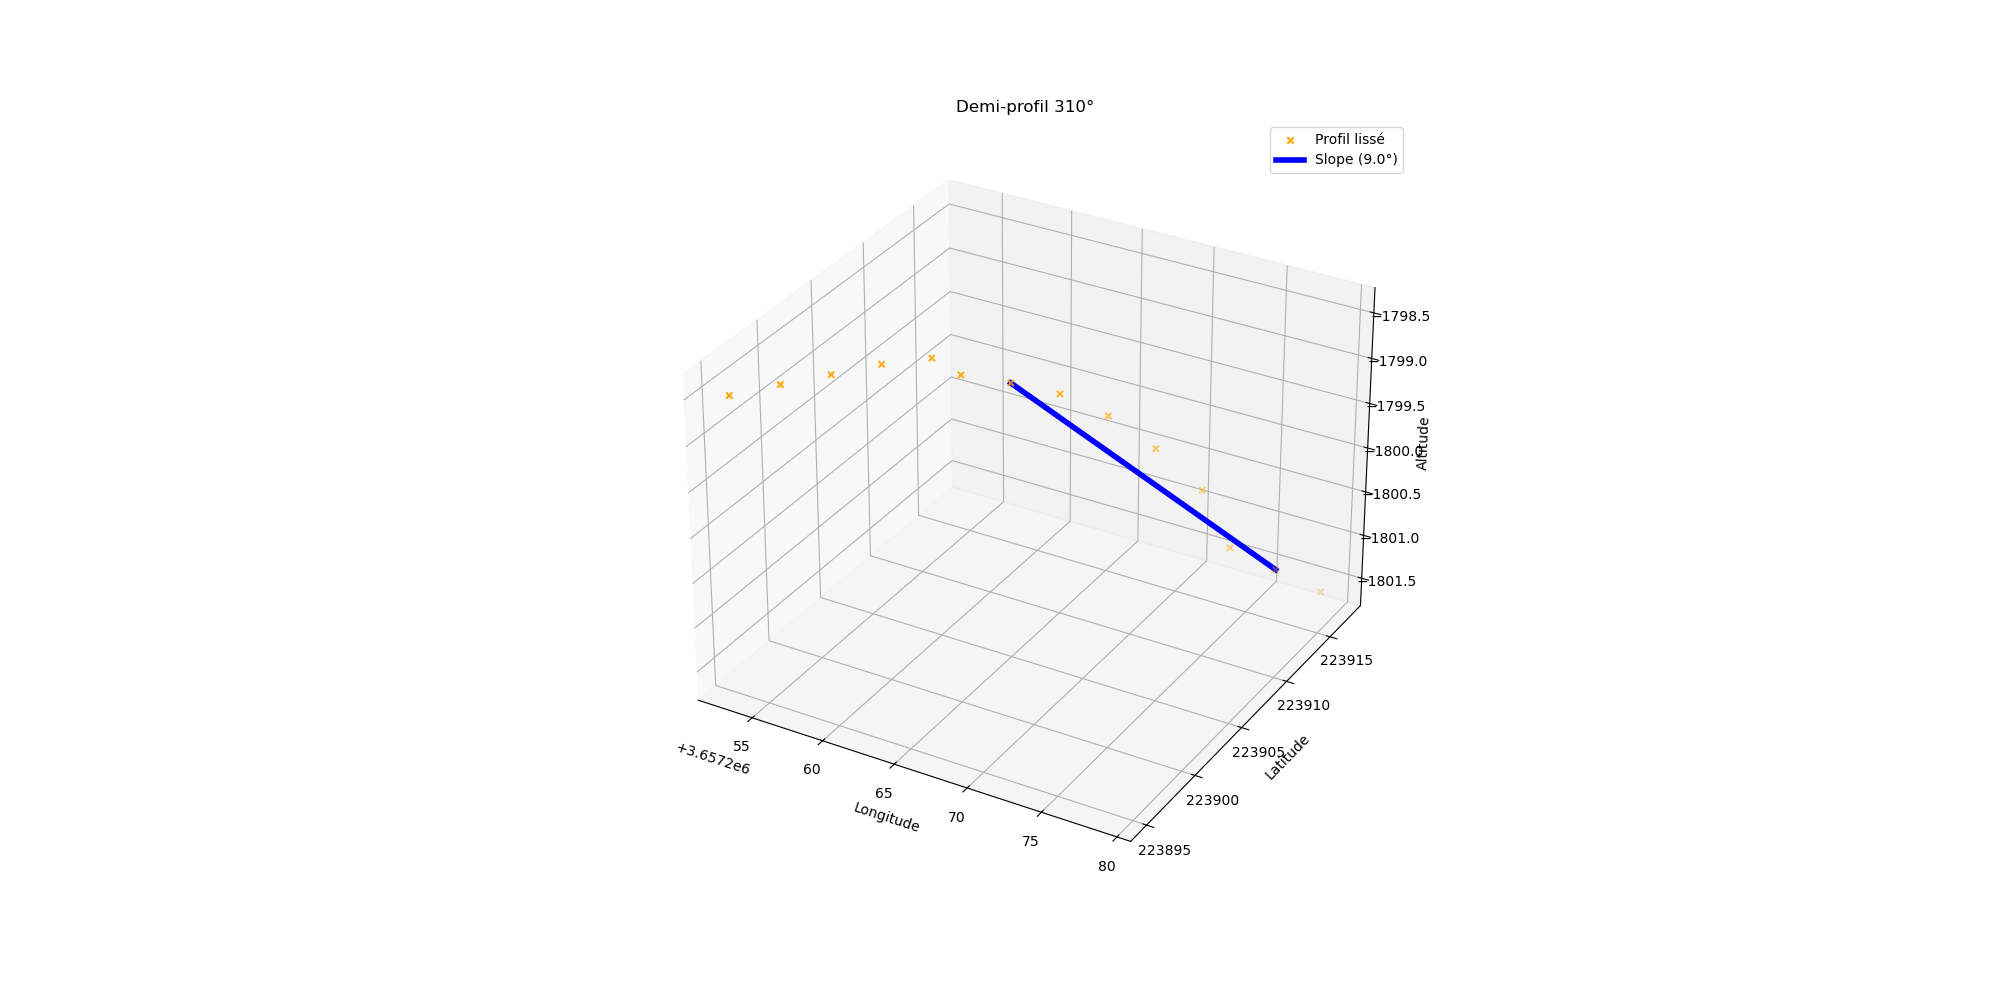 Demi-profil 310°
Profil lissé
Slope (9.0°)
−1798.5
−1799.0
−1799.5
−1800.0
−1800.5
−1801.0
−1801.5
Altitude
223915
223910
223905
223900
223895
Latitude
55
60
65
70
75
80
+3.6572e6
Longitude